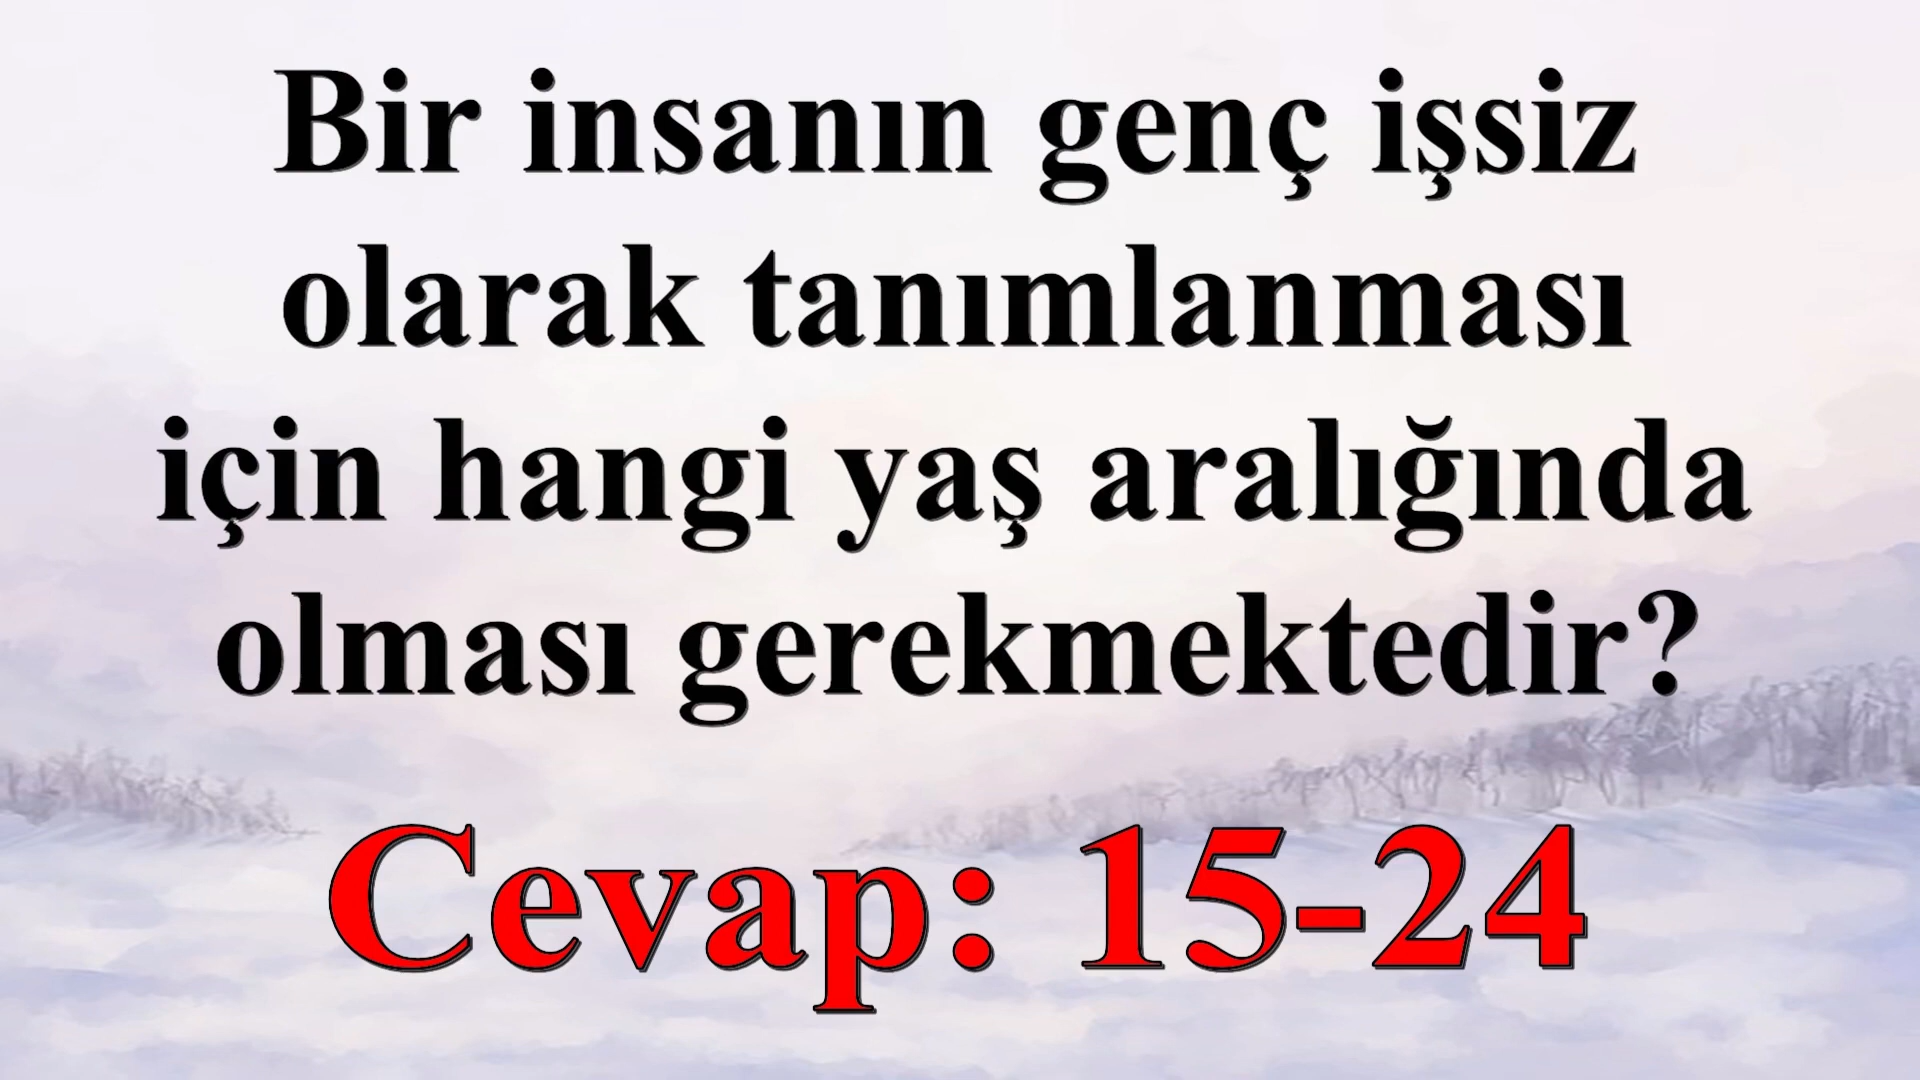 Bir insanın genç işsiz
olarak tanımlanması
için hangi yaş aralığında
olması gerekmektedir?
Cevap: 15-24